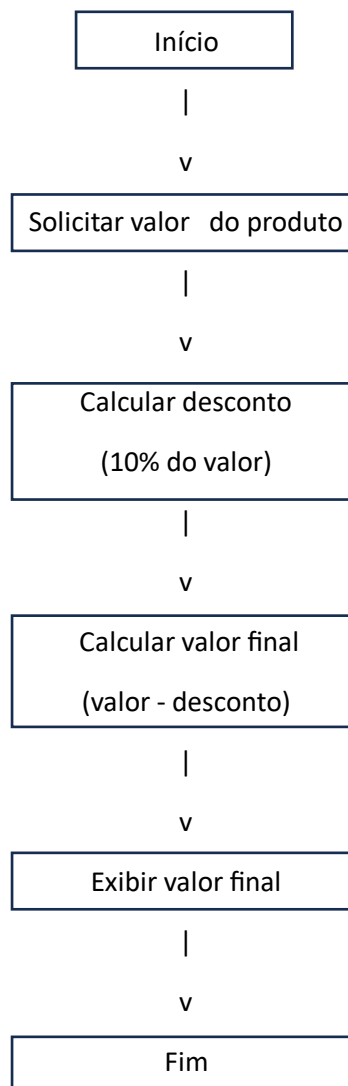 Início
|
v
Solicitar valor do produto
|
v
Calcular desconto
(10% do valor)
|
v
Calcular valor final
(valor - desconto)
|
v
Exibir valor final
|
v
Fim